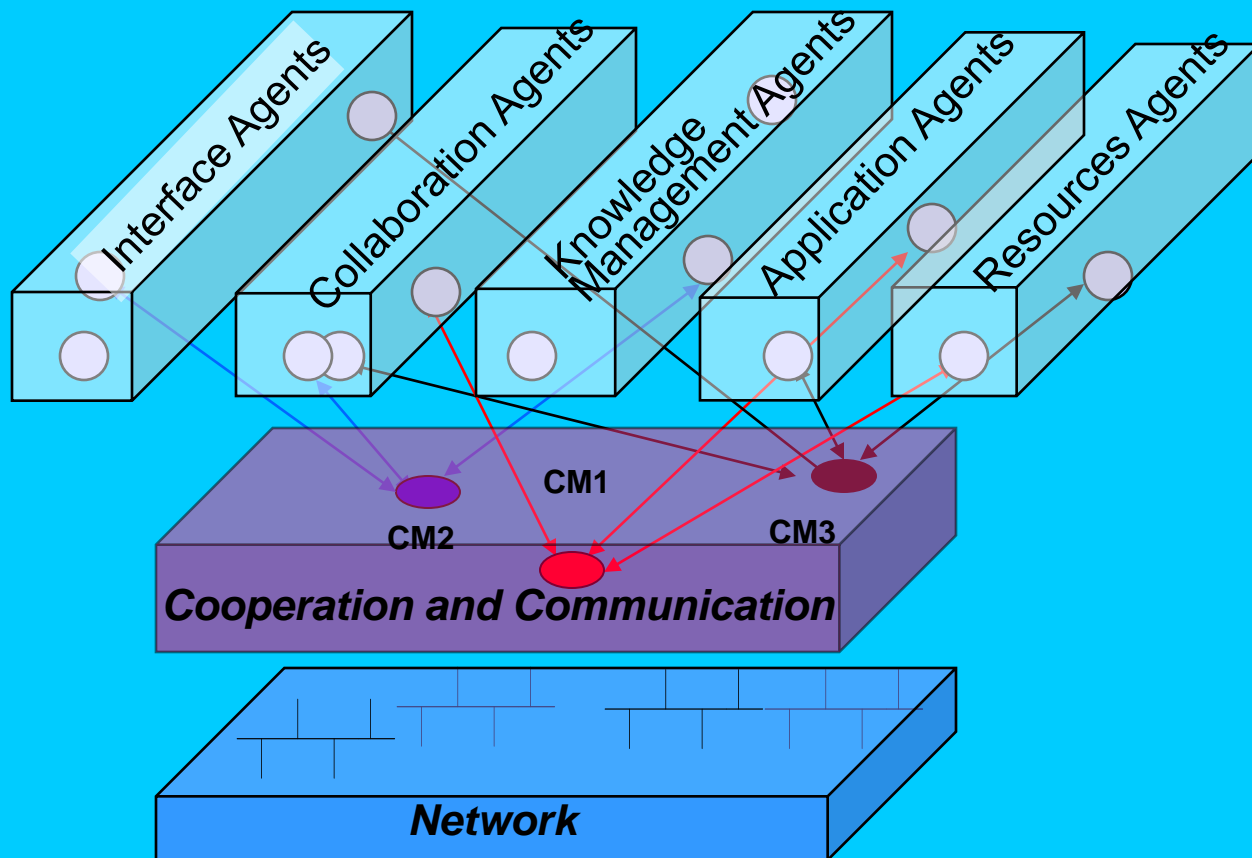 Interface Agents
Collaboration Agents
Knowledge
Management Agents
Application Agents
Resources Agents
CM1
CM2
CM3
Cooperation and Communication
Network